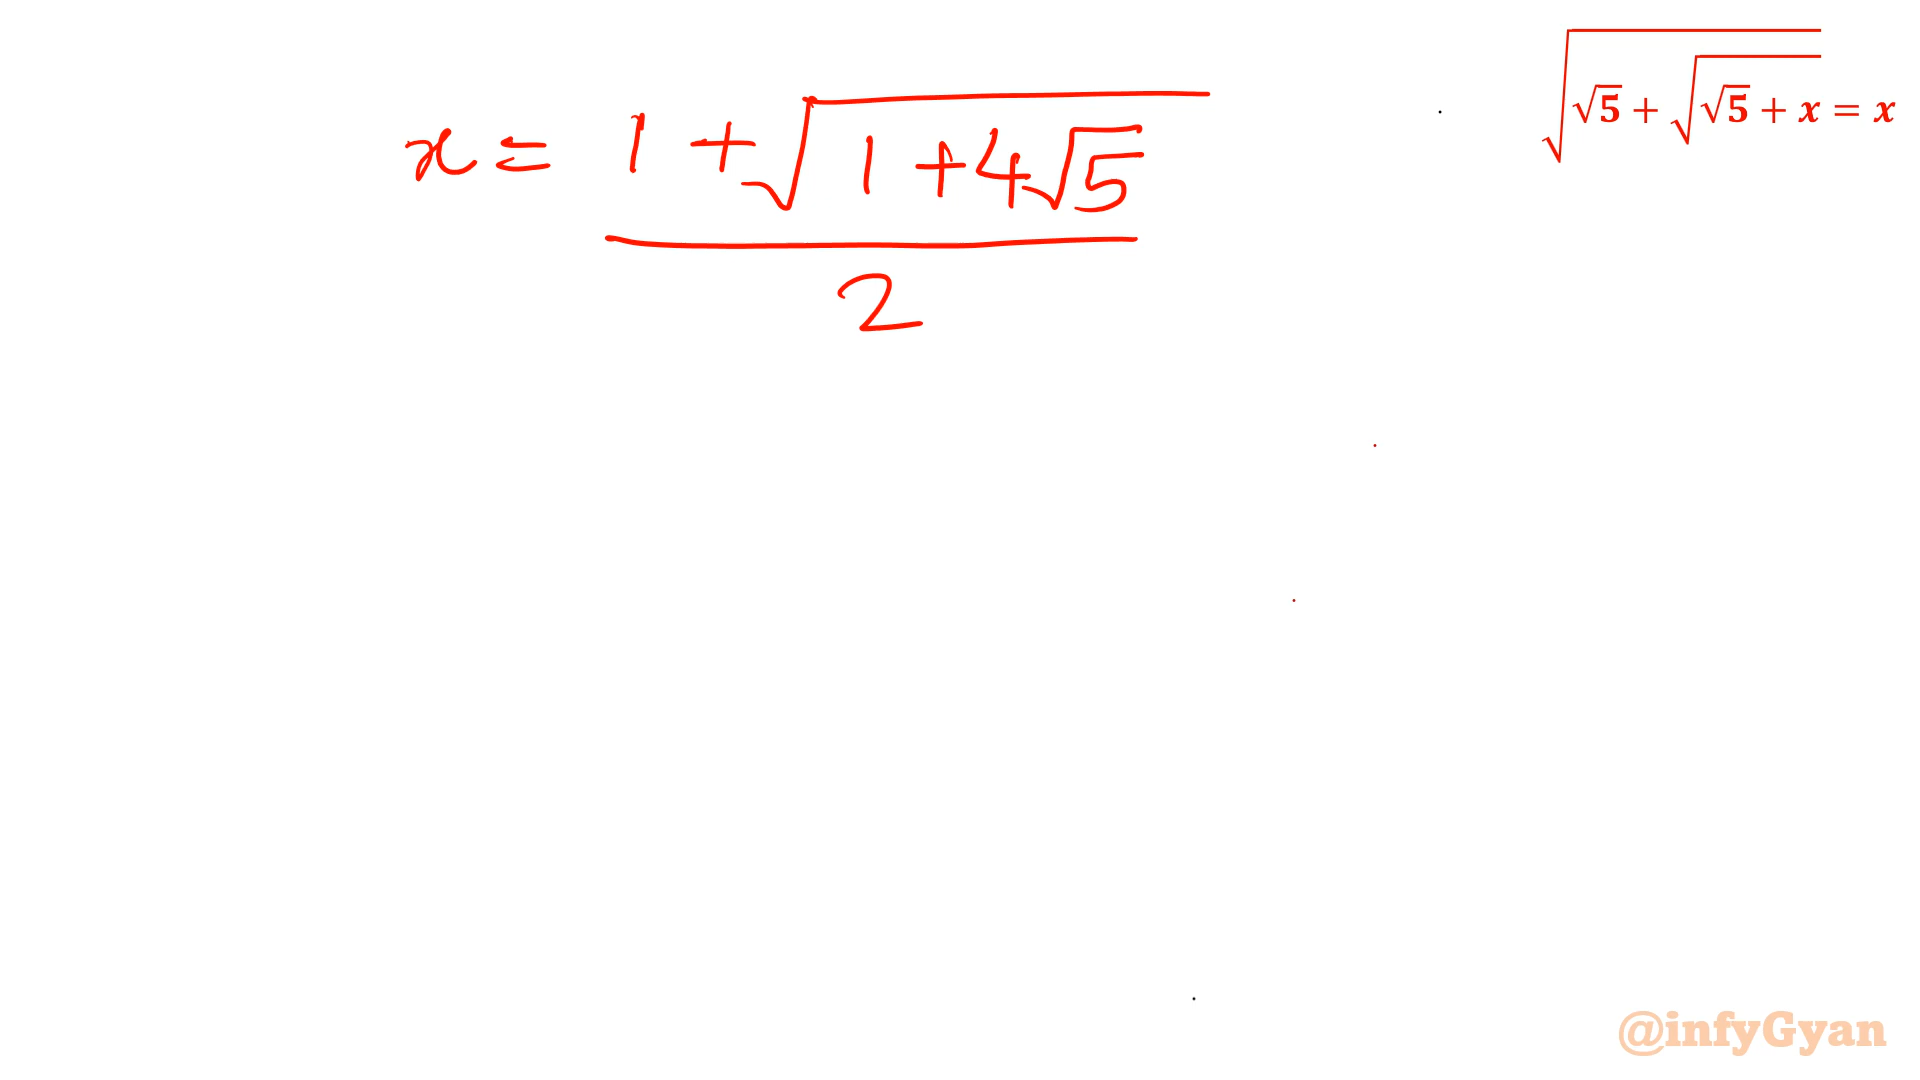 x = (1 + √(1 + 4√5)) / 2
√(√5 + √(√5 + x)) = x
@infyGyan